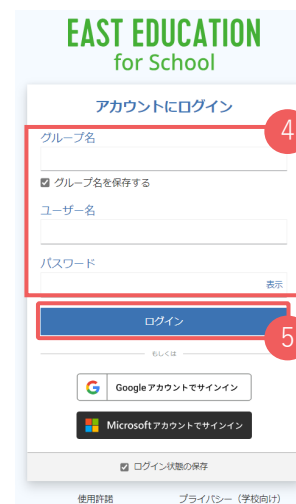 EAST EDUCATION
for School
アカウントにログイン
グループ名
4
グループ名を保存する
ユーザー名
パスワード
表示
ログイン
5
もしくは
Google アカウントでサインイン
Microsoft アカウントでサインイン
ログイン状態の保存
使用許諾 プライバシー（学校向け）